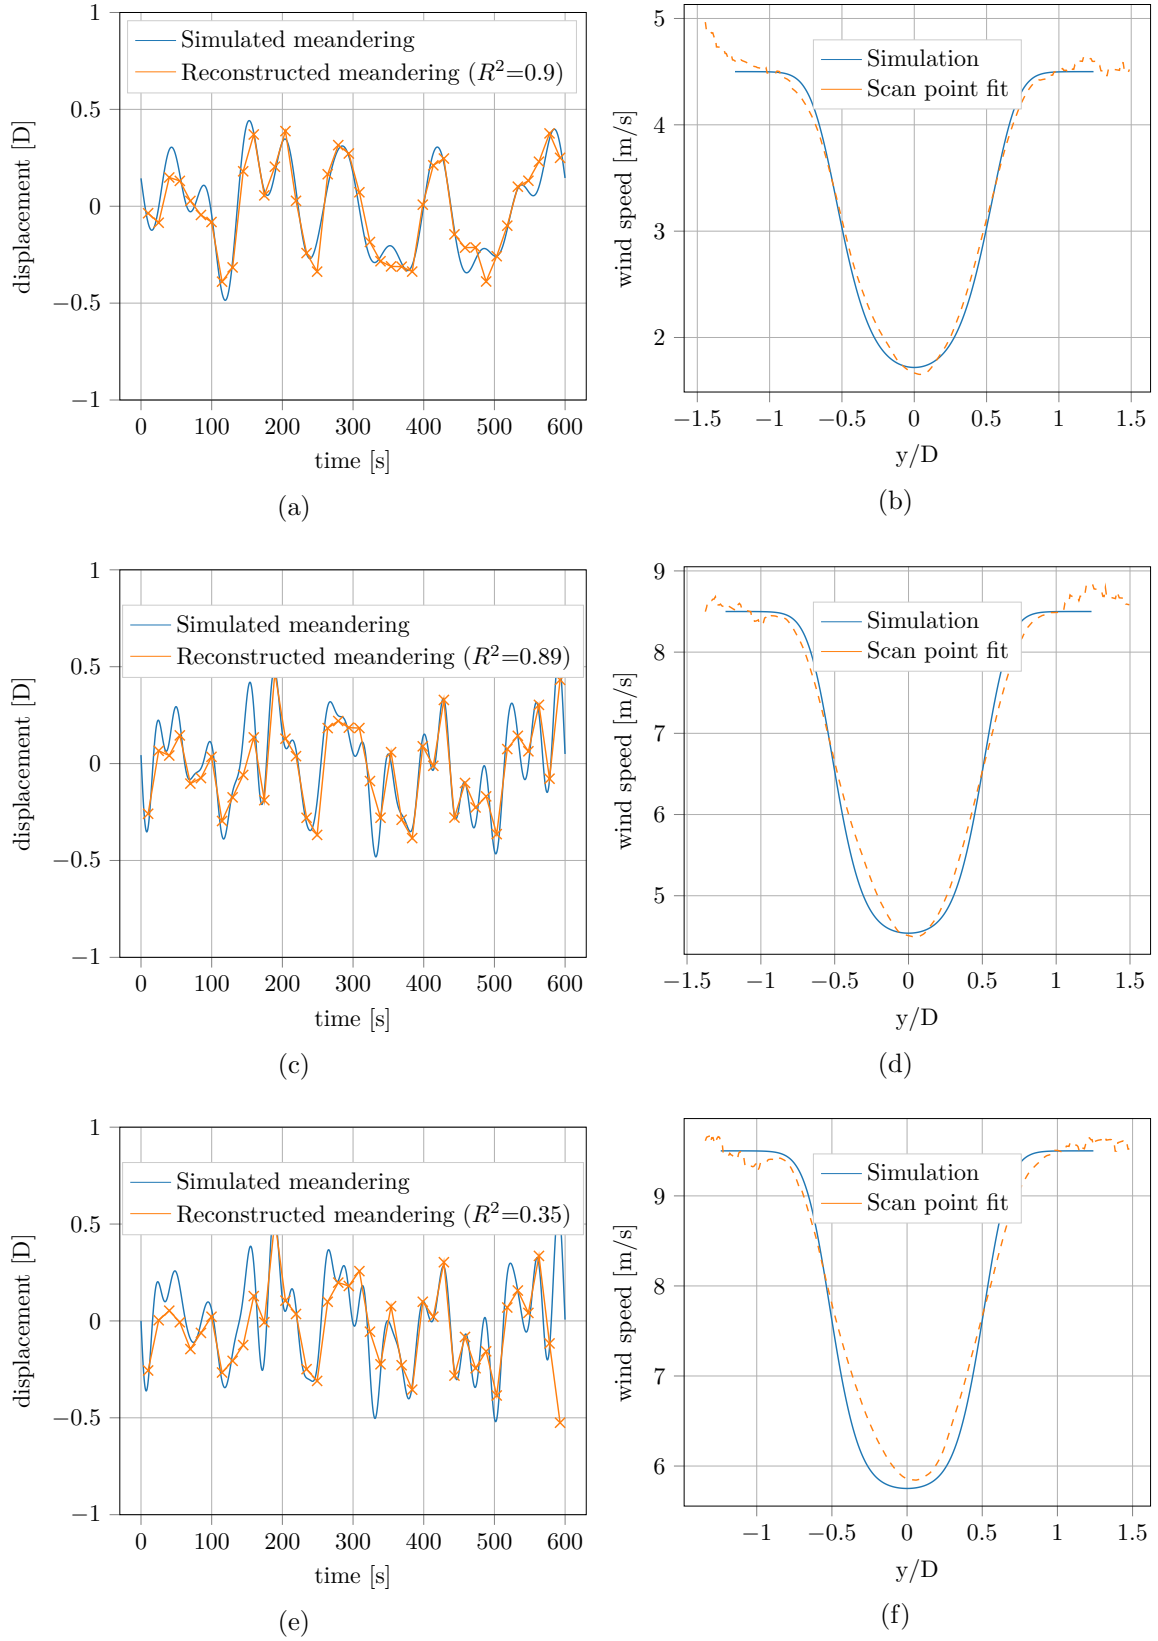 1
0.5
0
−0.5
−1
displacement [D]
Simulated meandering
Reconstructed meandering (R²=0.9)
0 100 200 300 400 500 600
time [s]
(a)
5
4
3
2
wind speed [m/s]
Simulation
Scan point fit
−1.5 −1 −0.5 0 0.5 1 1.5
y/D
(b)
1
0.5
0
−0.5
−1
displacement [D]
Simulated meandering
Reconstructed meandering (R²=0.89)
0 100 200 300 400 500 600
time [s]
(c)
9
8
7
6
5
wind speed [m/s]
Simulation
Scan point fit
−1.5 −1 −0.5 0 0.5 1 1.5
y/D
(d)
1
0.5
0
−0.5
−1
displacement [D]
Simulated meandering
Reconstructed meandering (R²=0.35)
0 100 200 300 400 500 600
time [s]
(e)
9
8
7
6
wind speed [m/s]
Simulation
Scan point fit
−1 −0.5 0 0.5 1 1.5
y/D
(f)